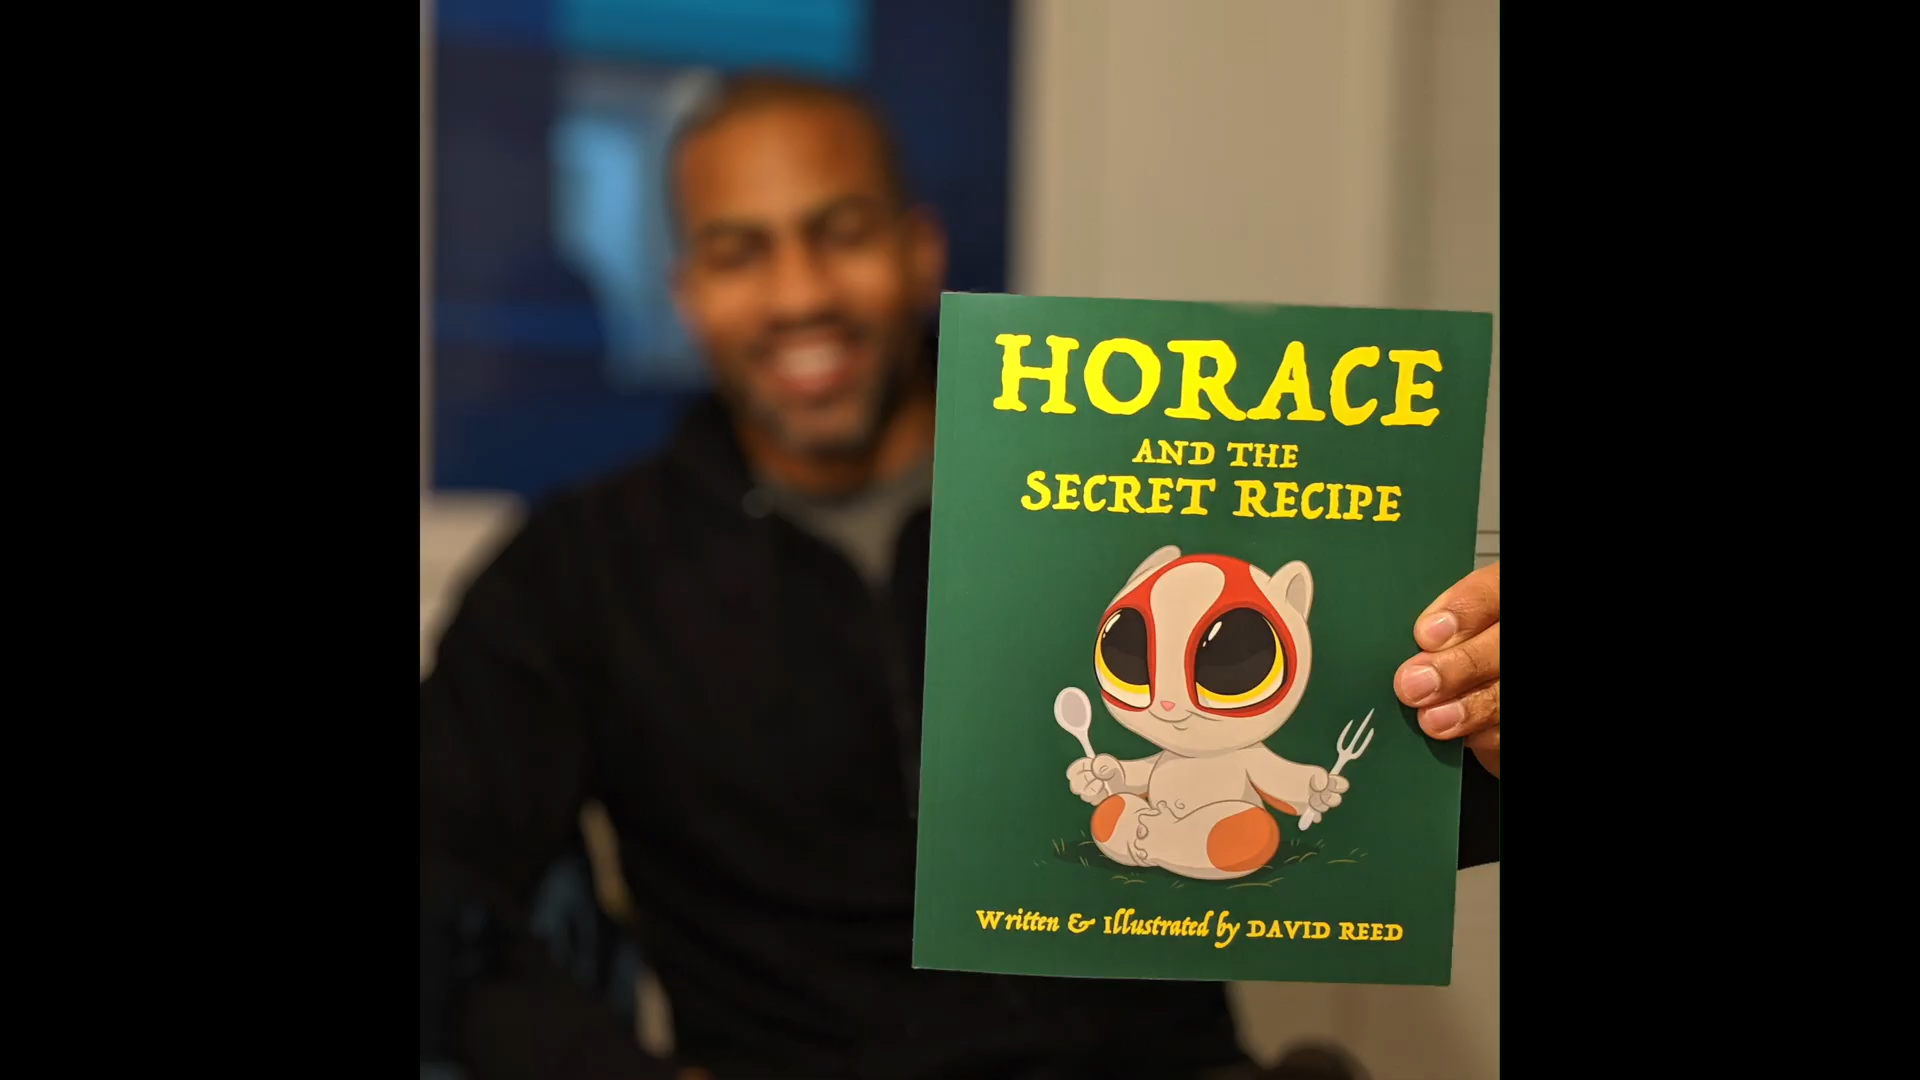 HORACE
AND THE
SECRET RECIPE
Written & Illustrated by DAVID REED